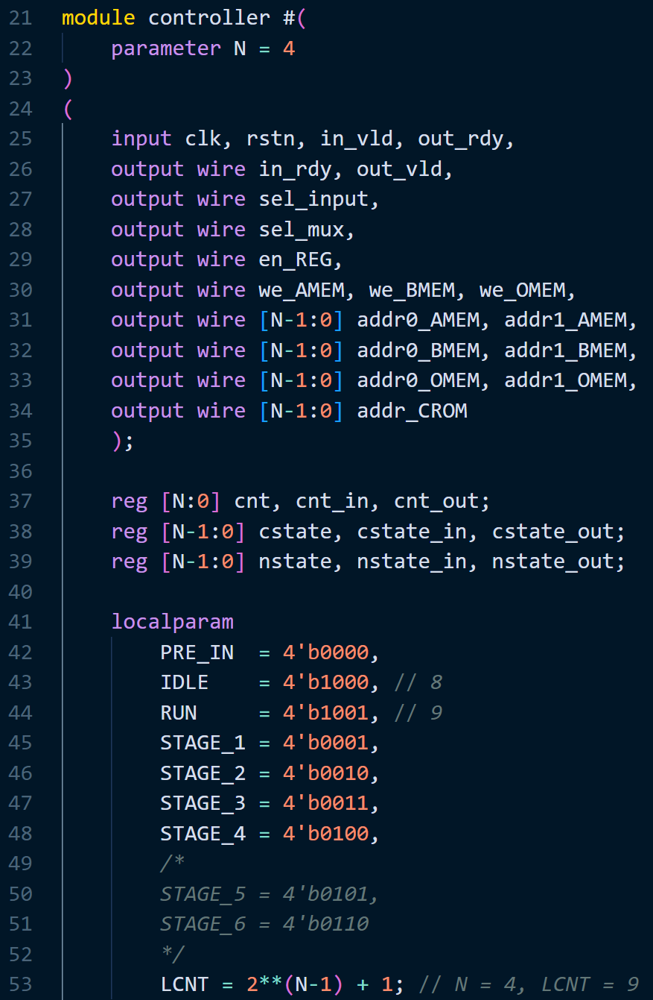 21 module controller #(
22     parameter N = 4
23 )
24 (
25     input clk, rstn, in_vld, out_rdy,
26     output wire in_rdy, out_vld,
27     output wire sel_input,
28     output wire sel_mux,
29     output wire en_REG,
30     output wire we_AMEM, we_BMEM, we_OMEM,
31     output wire [N-1:0] addr0_AMEM, addr1_AMEM,
32     output wire [N-1:0] addr0_BMEM, addr1_BMEM,
33     output wire [N-1:0] addr0_OMEM, addr1_OMEM,
34     output wire [N-1:0] addr_CROM
35     );
36
37     reg [N:0] cnt, cnt_in, cnt_out;
38     reg [N-1:0] cstate, cstate_in, cstate_out;
39     reg [N-1:0] nstate, nstate_in, nstate_out;
40
41     localparam
42         PRE_IN  = 4'b0000,
43         IDLE    = 4'b1000, // 8
44         RUN     = 4'b1001, // 9
45         STAGE_1 = 4'b0001,
46         STAGE_2 = 4'b0010,
47         STAGE_3 = 4'b0011,
48         STAGE_4 = 4'b0100,
49         /*
50         STAGE_5 = 4'b0101,
51         STAGE_6 = 4'b0110
52         */
53         LCNT = 2**(N-1) + 1; // N = 4, LCNT = 9